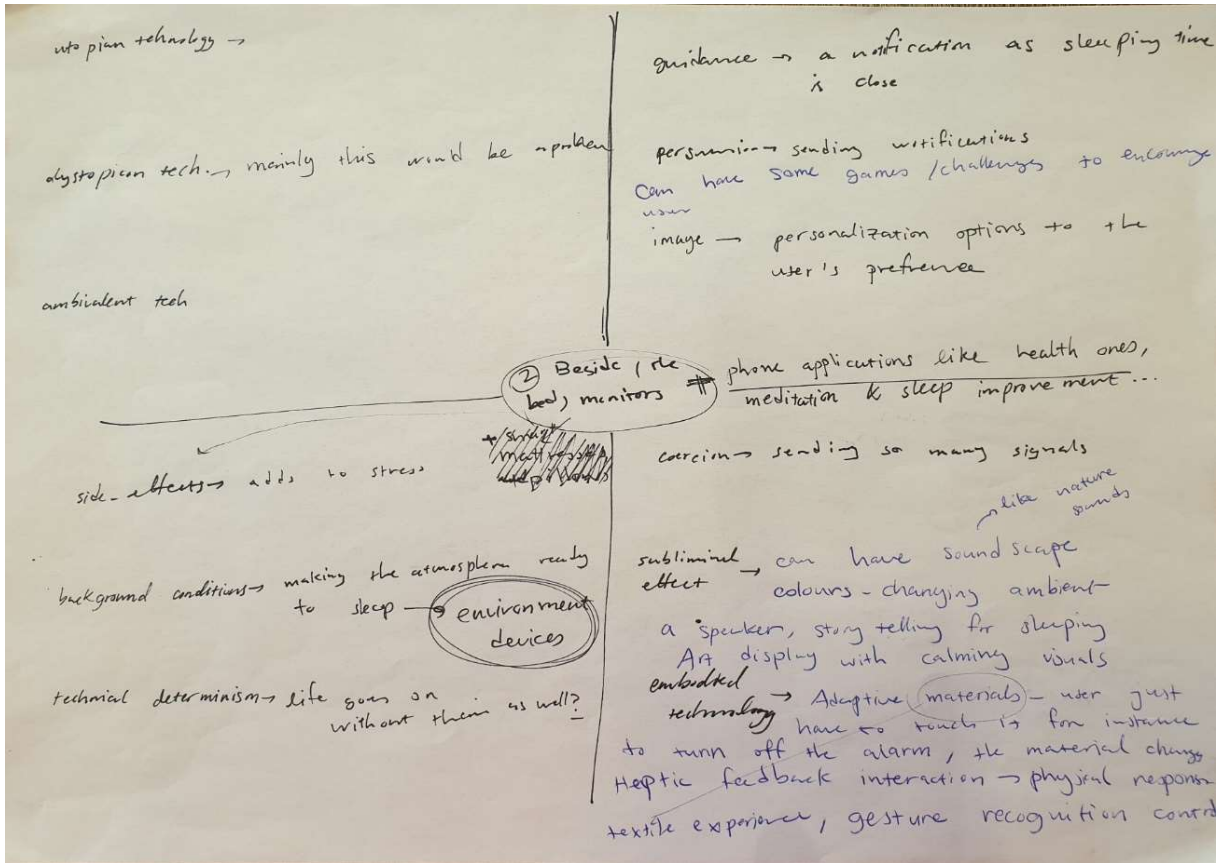 utopian tehnology →
dystopian tech. → mainly this would be a problem
ambivalent tech
guidance → a notification as sleeping time
is close
persuasion → sending notifications
Can have some games / challenges to encourage
user
image → personalization options to the
user's prefrence
② Beside, the
bed, monitors
phone applications like health ones,
meditation & sleep improvement...
+ smart
side-effects → adds to stress
background conditions → making the atmosphere ready
to sleep → environment
devices
technical determinism → life goes on
without them as well?
coercion → sending so many signals
→ like nature
sounds
subliminal
effect → can have soundscape
colours - changing ambient
a speaker, story telling for sleeping
Art display with calming visuals
embodied
technology → Adaptive materials - user just
have to touch it for instance
to turn off the alarm, the material changes
Heptic feedback interaction → physical response
textile experience, gesture recognition control